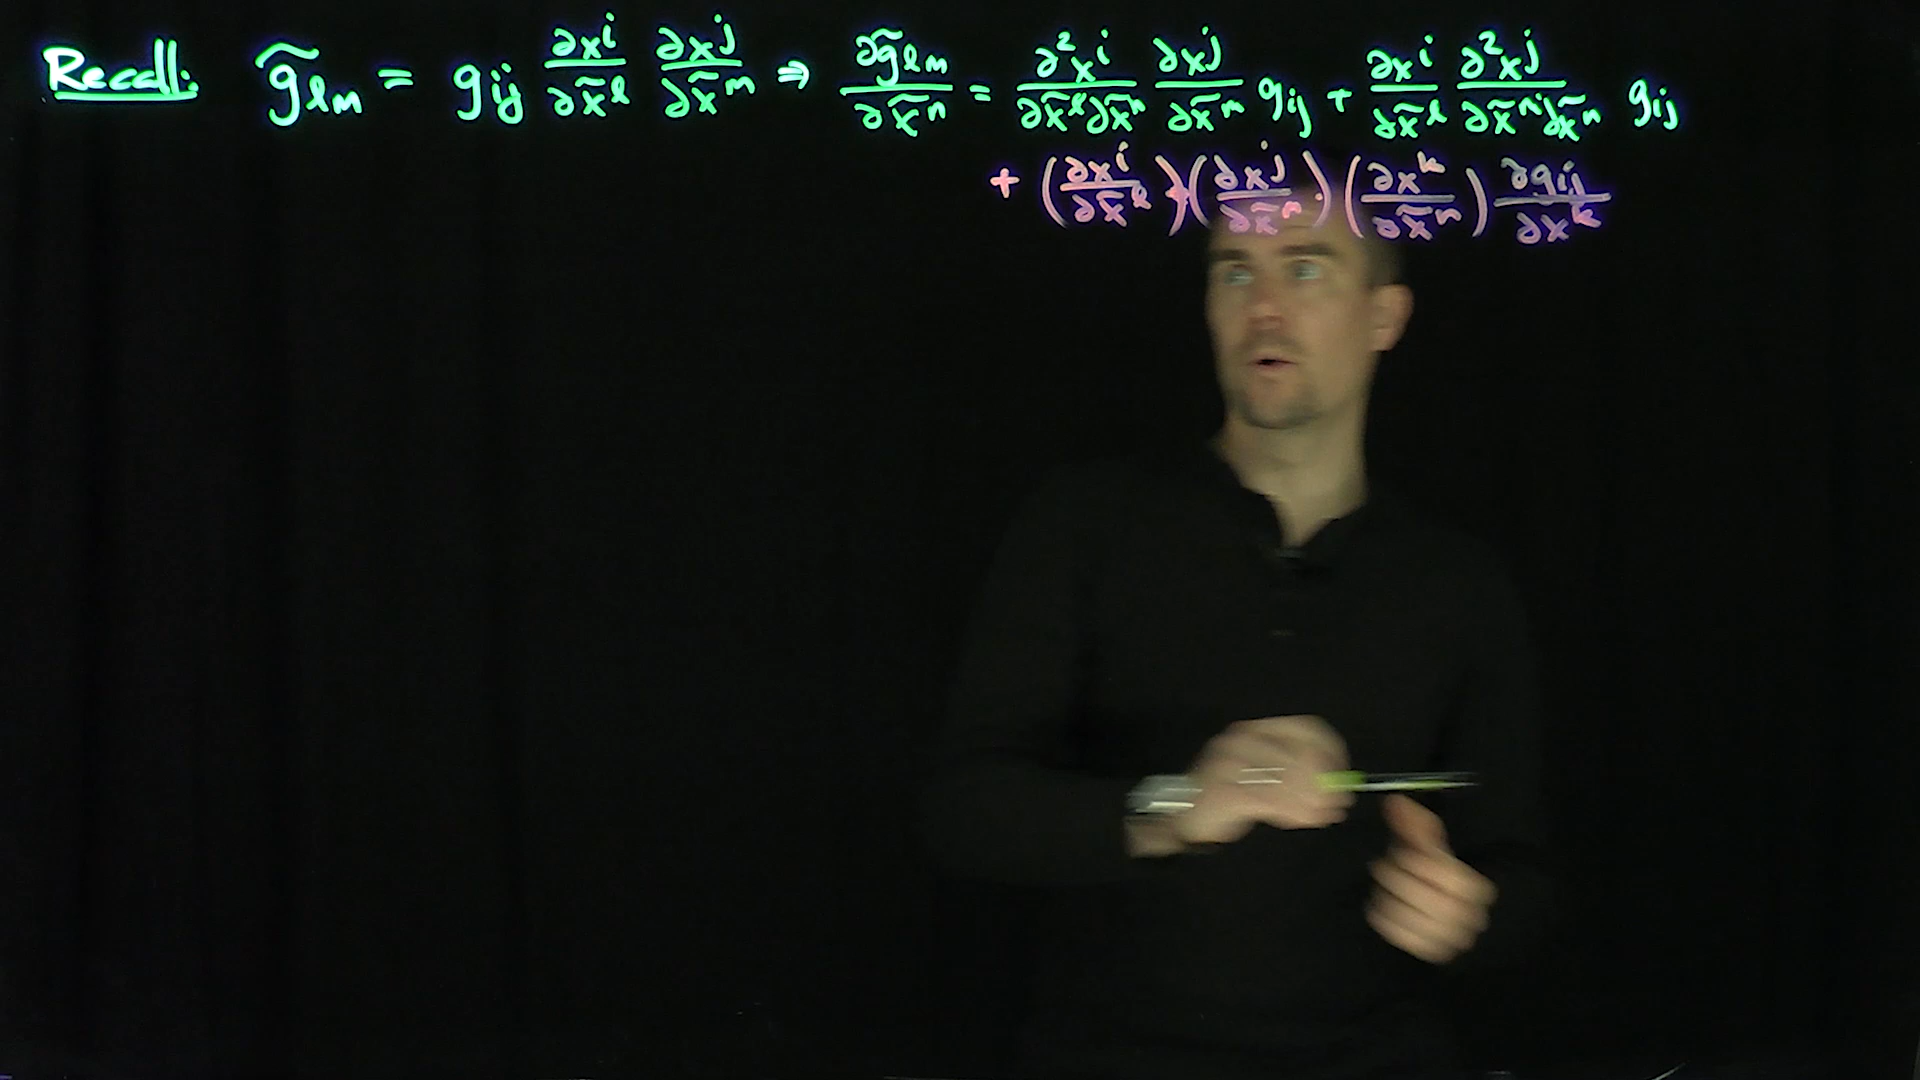 Recall: g̃ₗₘ = gᵢⱼ ∂xⁱ/∂x̃ˡ ∂xʲ/∂x̃ᵐ ⇒ ∂g̃ₗₘ/∂x̃ⁿ = ∂²xⁱ/∂x̃ˡ∂x̃ⁿ ∂xʲ/∂x̃ᵐ gᵢⱼ + ∂xⁱ/∂x̃ˡ ∂²xʲ/∂x̃ᵐ∂x̃ⁿ gᵢⱼ
+ (∂xⁱ/∂x̃ˡ)(∂xʲ/∂x̃ᵐ)(∂xᵏ/∂x̃ⁿ) ∂gᵢⱼ/∂xᵏ